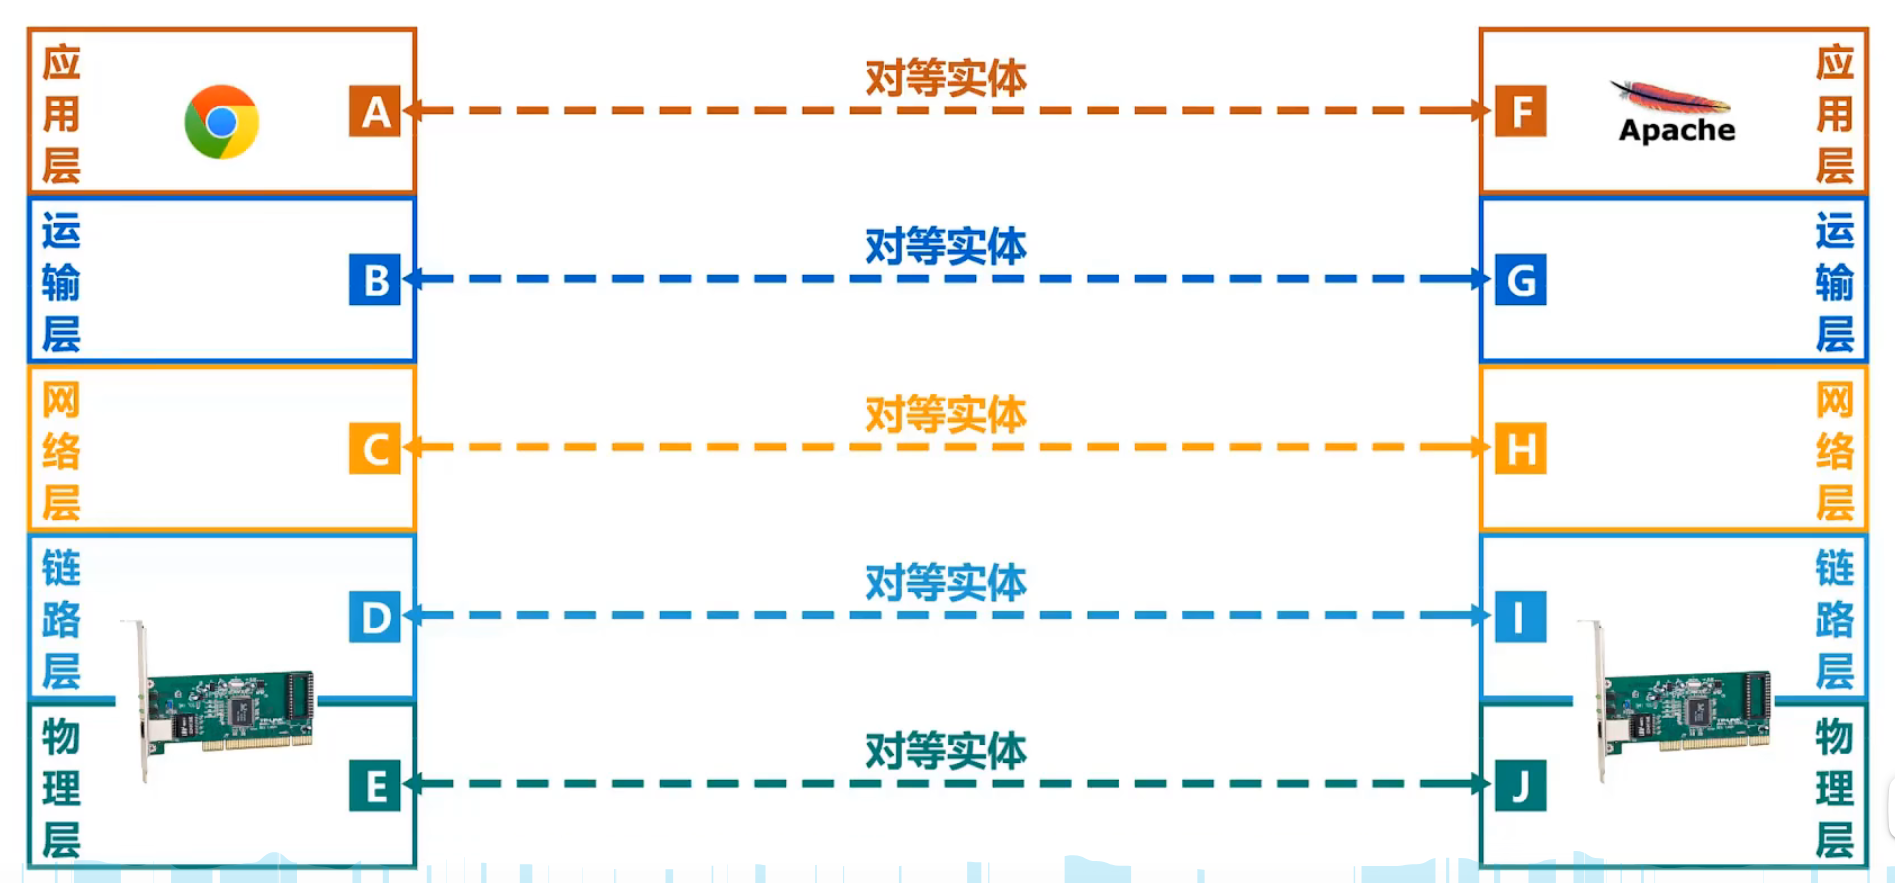 应用层
A
对等实体
F
Apache
应用层
运输层
B
对等实体
G
运输层
网络层
C
对等实体
H
网络层
链路层
D
对等实体
I
链路层
物理层
E
对等实体
J
物理层